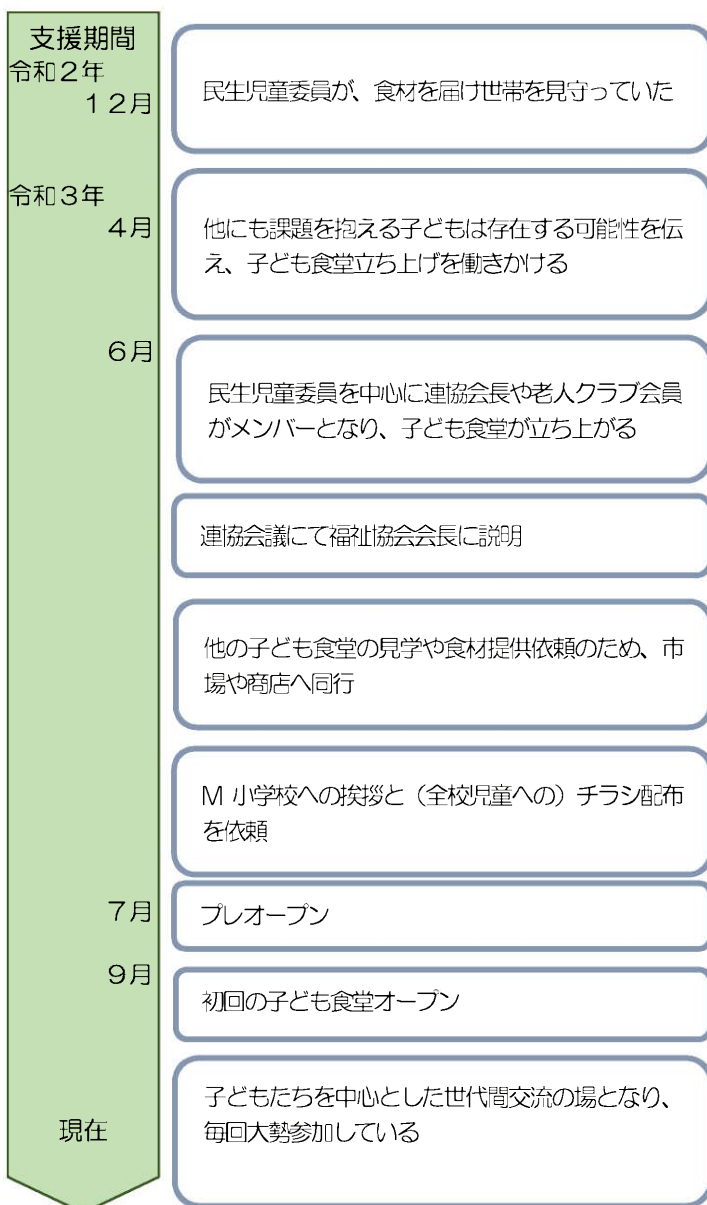 支援期間
令和2年
12月
民生児童委員が、食材を届け世帯を見守っていた
令和3年
4月
他にも課題を抱える子どもは存在する可能性を伝
え、子ども食堂立ち上げを働きかける
6月
民生児童委員を中心に連協会長や老人クラブ会員
がメンバーとなり、子ども食堂が立ち上がる
連協会議にて福祉協会会長に説明
他の子ども食堂の見学や食材提供依頼のため、市
場や商店へ同行
M 小学校への挨拶と（全校児童への）チラシ配布
を依頼
7月
プレオープン
9月
初回の子ども食堂オープン
現在
子どもたちを中心とした世代間交流の場となり、
毎回大勢参加している